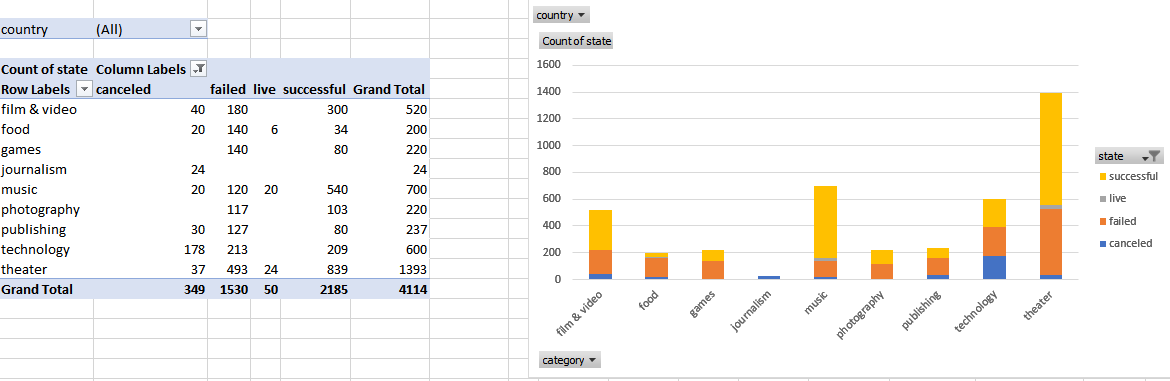 country (All)
Count of state Column Labels
Row Labels canceled failed live successful Grand Total
film & video 40 180 300 520
food 20 140 6 34 200
games 140 80 220
journalism 24 24
music 20 120 20 540 700
photography 117 103 220
publishing 30 127 80 237
technology 178 213 209 600
theater 37 493 24 839 1393
Grand Total 349 1530 50 2185 4114
country
Count of state
1600
1400
1200
1000
800
600
400
200
0
film & video
food
games
journalism
music
photography
publishing
technology
theater
state
successful
live
failed
canceled
category